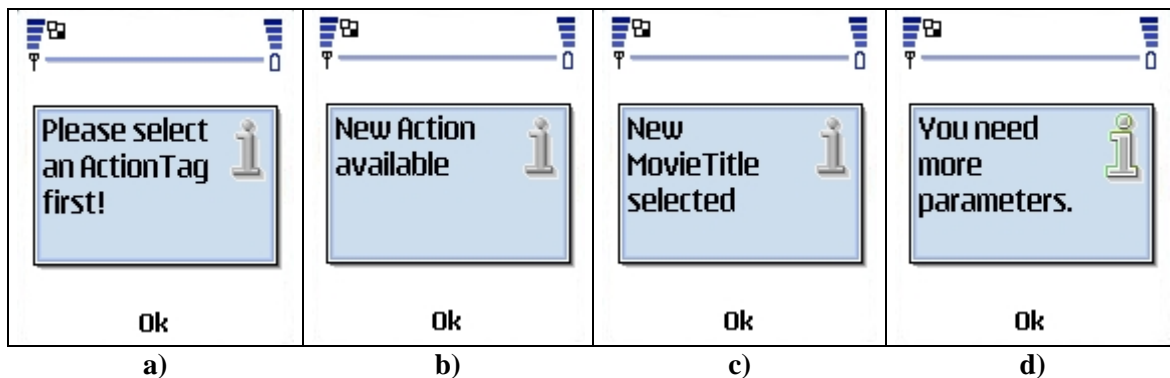 Please select
an ActionTag
first!
Ok
New Action
available
Ok
New
MovieTitle
selected
Ok
You need
more
parameters.
Ok
a)
b)
c)
d)